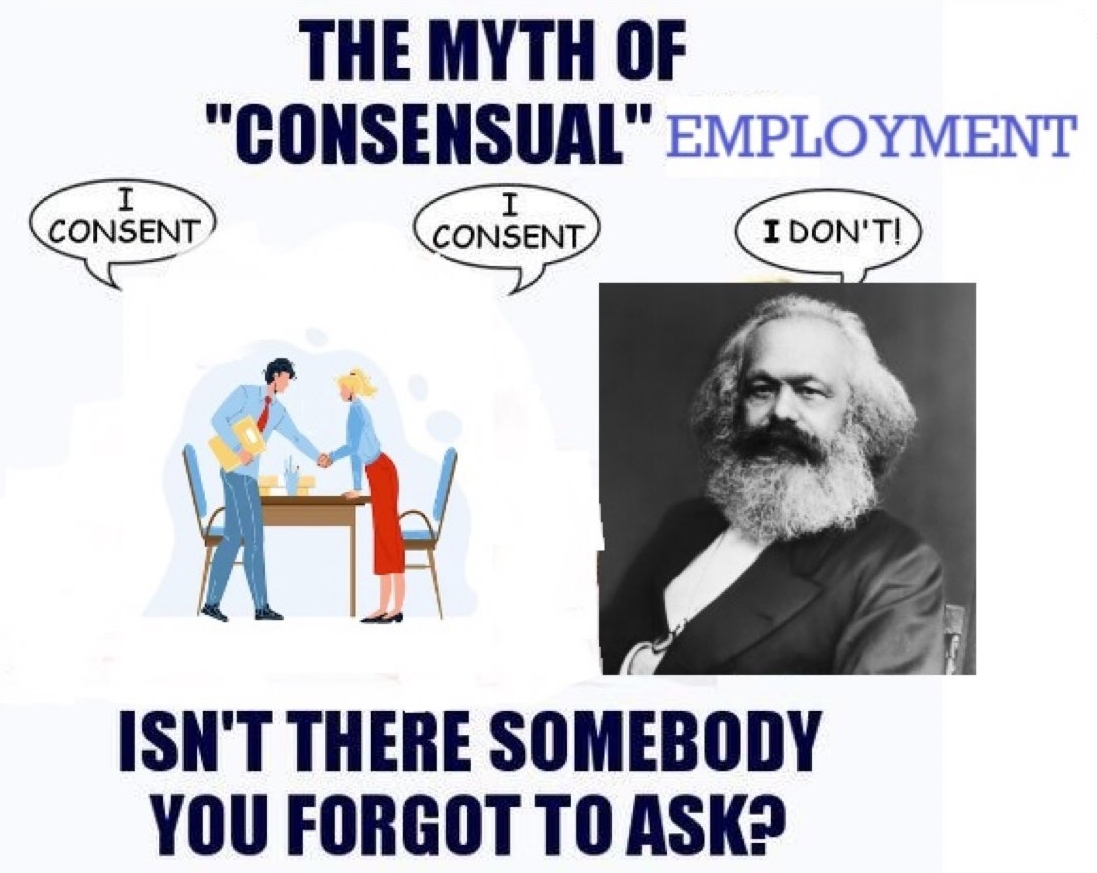 THE MYTH OF
"CONSENSUAL" EMPLOYMENT
I
CONSENT
I
CONSENT
I DON'T!
ISN'T THERE SOMEBODY
YOU FORGOT TO ASK?